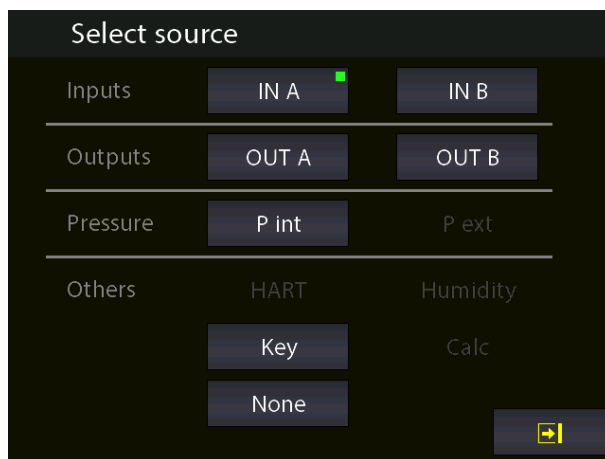 Select source
Inputs IN A IN B
Outputs OUT A OUT B
Pressure P int P ext
Others HART Humidity
Key Calc
None